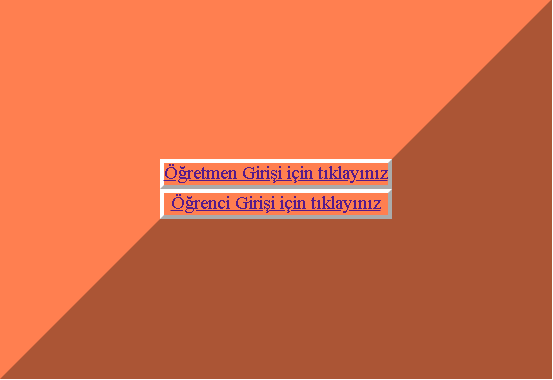 Öğretmen Girişi için tıklayınız
Öğrenci Girişi için tıklayınız